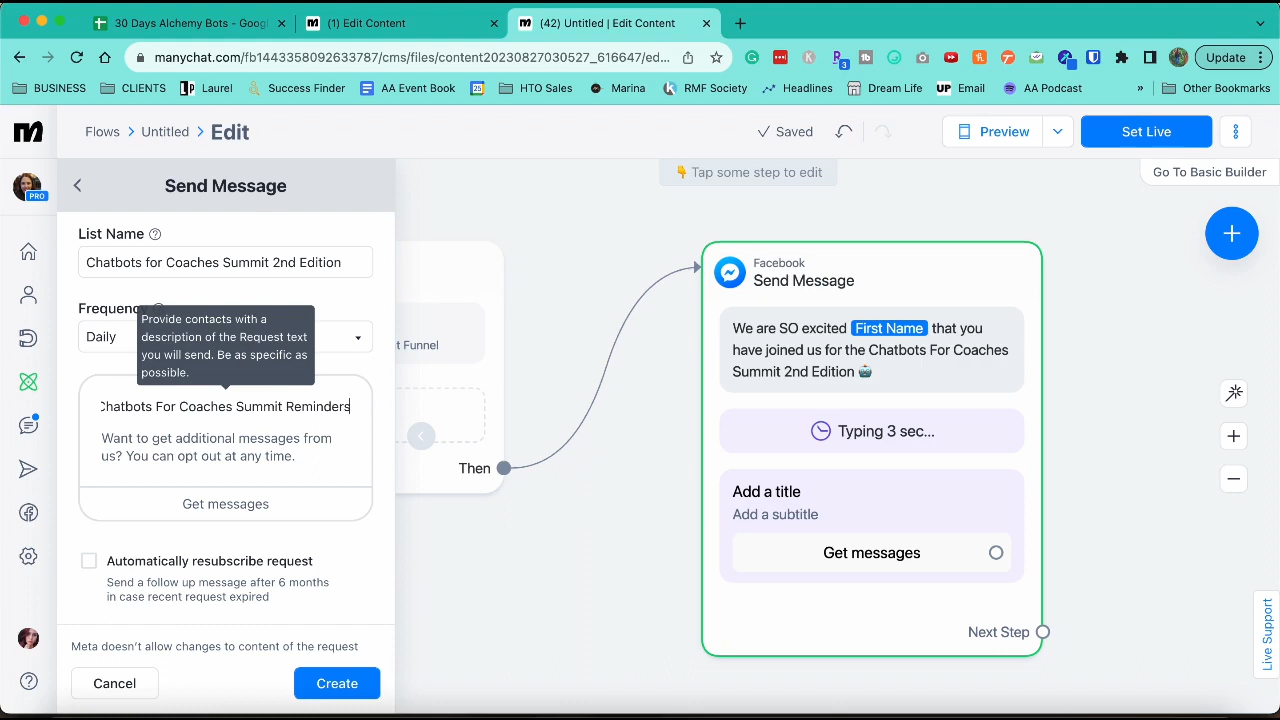 30 Days Alchemy Bots - Goog
(1) Edit Content
(42) Untitled | Edit Content
manychat.com/fb1443358092633787/cms/files/content20230827030527_616647/ed...
3
Update
BUSINESS
CLIENTS
Laurel
Success Finder
AA Event Book
HTO Sales
Marina
RMF Society
Headlines
Dream Life
UP Email
AA Podcast
»
Other Bookmarks
Flows > Untitled > Edit
Saved
Preview
Set Live
👇 Tap some step to edit
Go To Basic Builder
PRO
Send Message
List Name
Chatbots for Coaches Summit 2nd Edition
Frequency
Daily
Provide contacts with a
description of the Request text
you will send. Be as specific as
possible.
Chatbots For Coaches Summit Reminders
Want to get additional messages from
us? You can opt out at any time.
Get messages
Automatically resubscribe request
Send a follow up message after 6 months
in case recent request expired
Meta doesn't allow changes to content of the request
Cancel
Create
t Funnel
Then
Facebook
Send Message
We are SO excited First Name that you
have joined us for the Chatbots For Coaches
Summit 2nd Edition 🤖
Typing 3 sec...
Add a title
Add a subtitle
Get messages
Next Step
Live Support